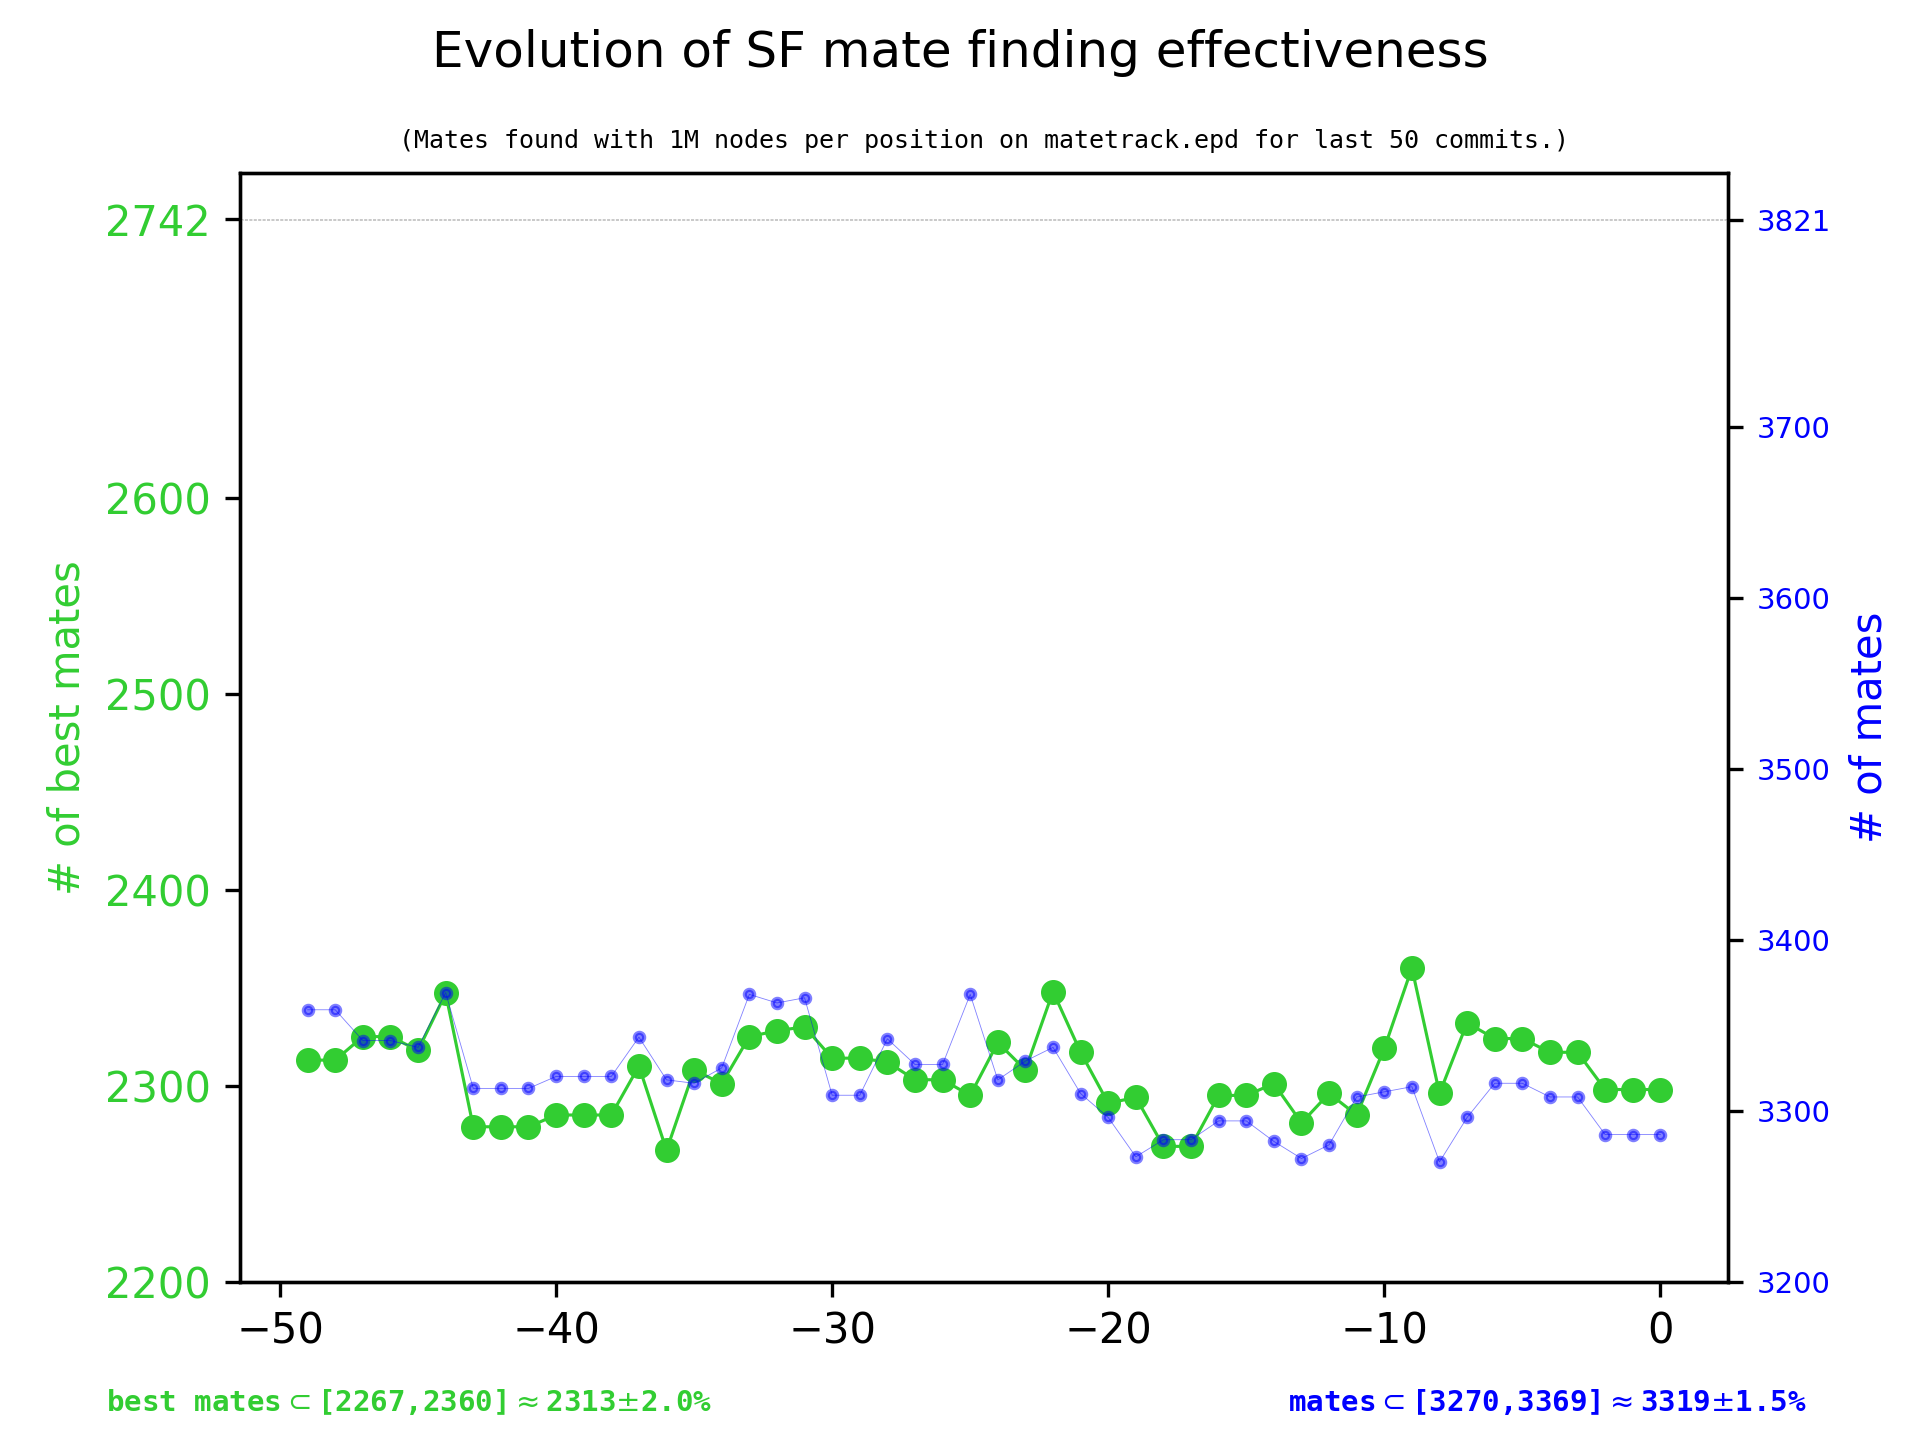 Evolution of SF mate finding effectiveness
(Mates found with 1M nodes per position on matetrack.epd for last 50 commits.)
2742
2600
2500
2400
2300
2200
# of best mates
3821
3700
3600
3500
3400
3300
3200
# of mates
−50 −40 −30 −20 −10 0
best mates ⊂ [2267,2360] ≈ 2313±2.0%
mates ⊂ [3270,3369] ≈ 3319±1.5%